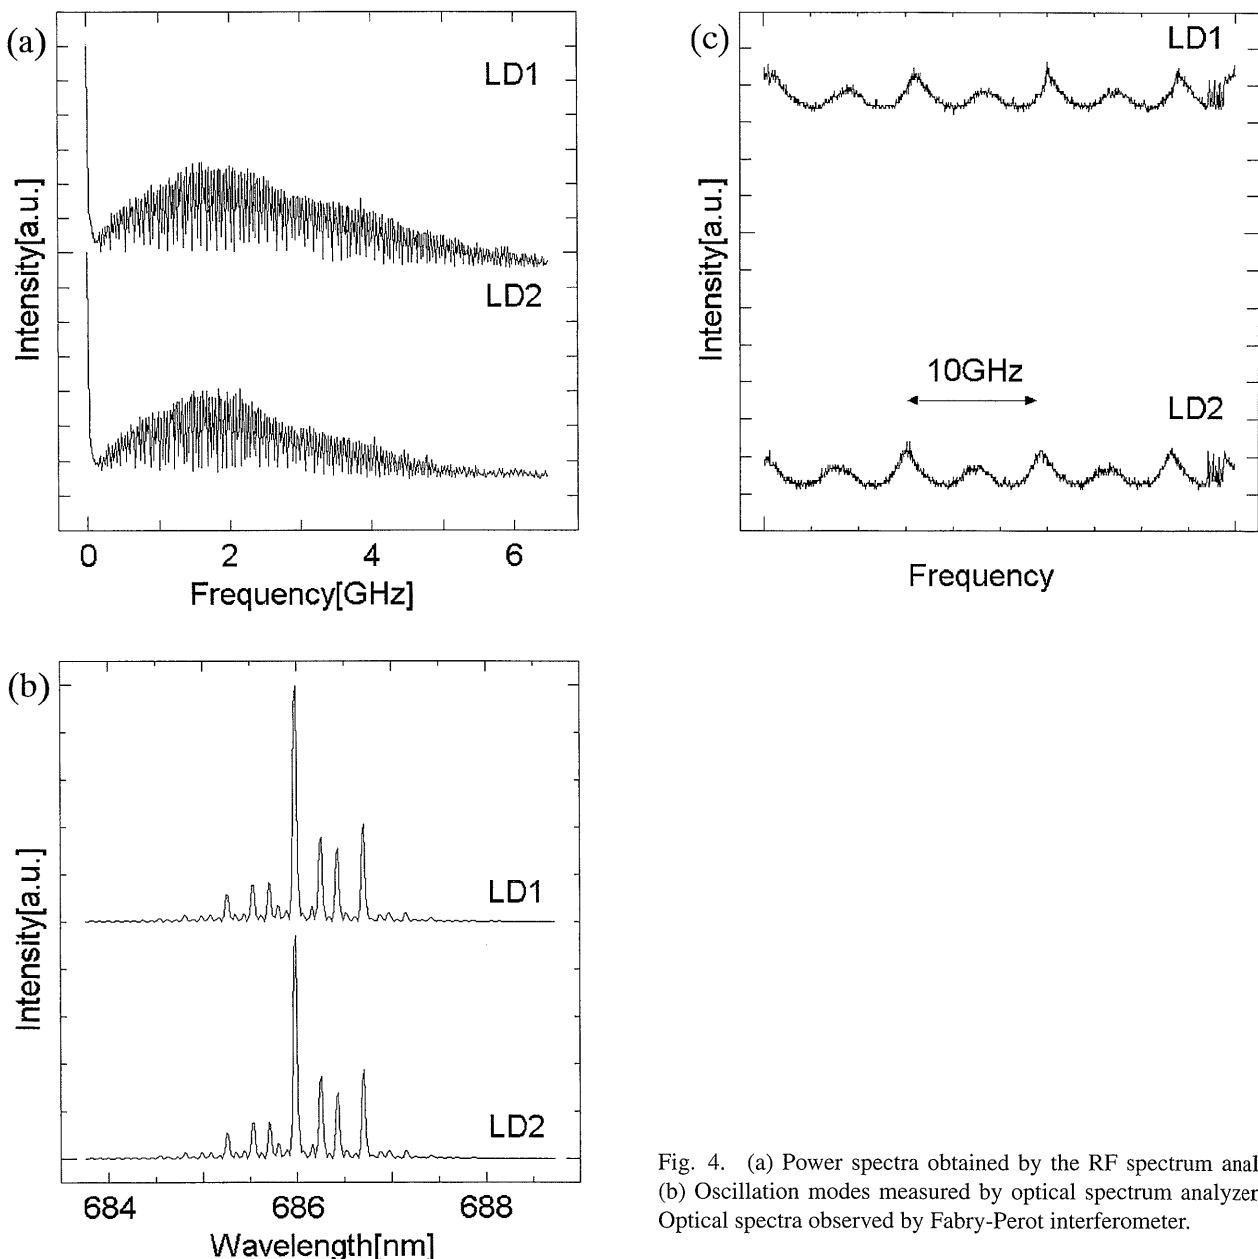 (a)
LD1
LD2
Intensity[a.u.]
0 2 4 6
Frequency[GHz]
(c)
LD1
Intensity[a.u.]
10GHz
LD2
Frequency
(b)
LD1
Intensity[a.u.]
LD2
684 686 688
Wavelength[nm]
Fig. 4. (a) Power spectra obtained by the RF spectrum anal
(b) Oscillation modes measured by optical spectrum analyzer
Optical spectra observed by Fabry-Perot interferometer.